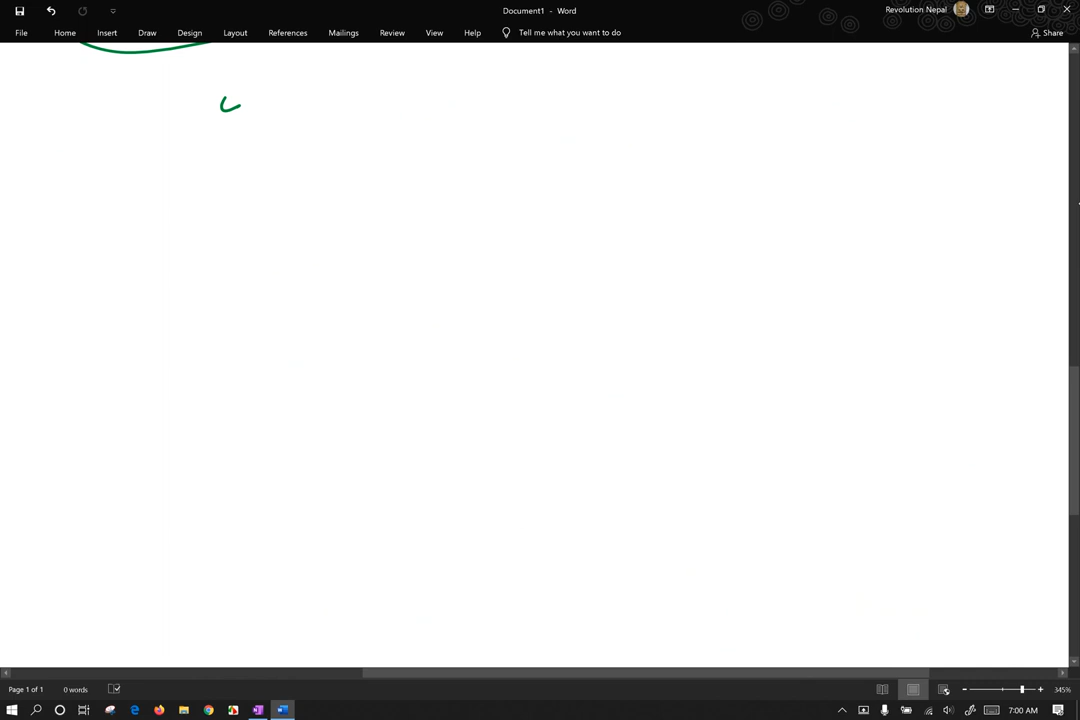 Document1 - Word
Revolution Nepal
File Home Insert Draw Design Layout References Mailings Review View Help Tell me what you want to do Share
Page 1 of 1 0 words 345%
7:00 AM